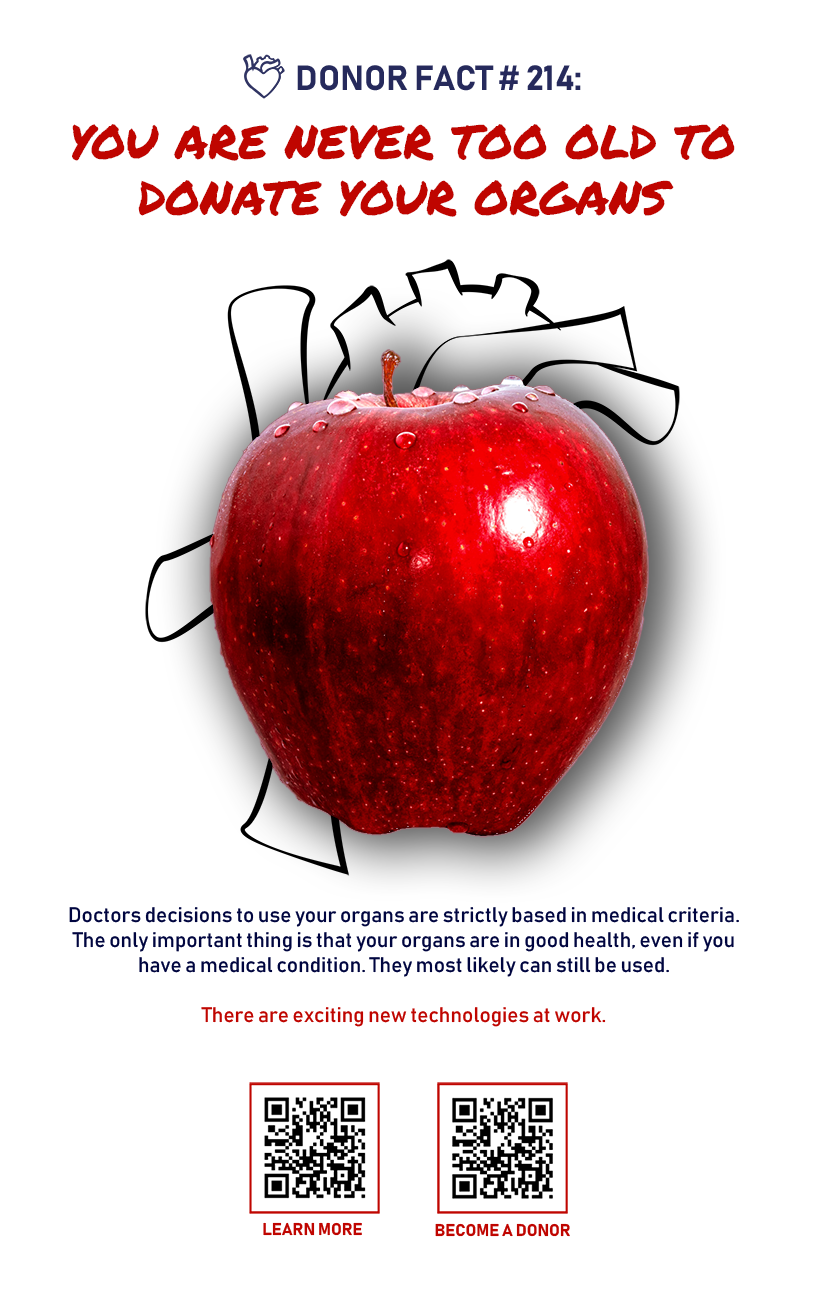 DONOR FACT # 214:
YOU ARE NEVER TOO OLD TO
DONATE YOUR ORGANS
Doctors decisions to use your organs are strictly based in medical criteria.
The only important thing is that your organs are in good health, even if you
have a medical condition. They most likely can still be used.
There are exciting new technologies at work.
LEARN MORE
BECOME A DONOR